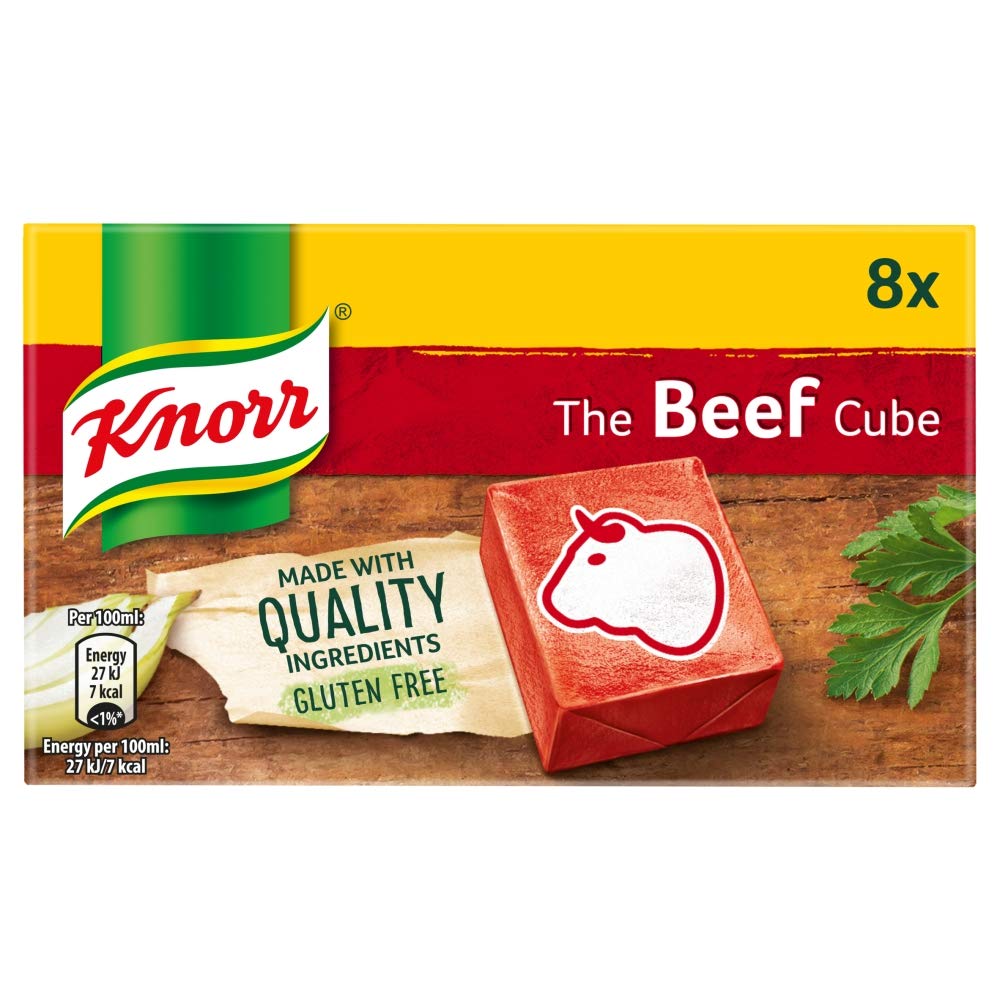 8x
Knorr®
The Beef Cube
MADE WITH
QUALITY
INGREDIENTS
GLUTEN FREE
Per 100ml:
Energy
27 kJ
7 kcal
<1%*
Energy per 100ml:
27 kJ/7 kcal